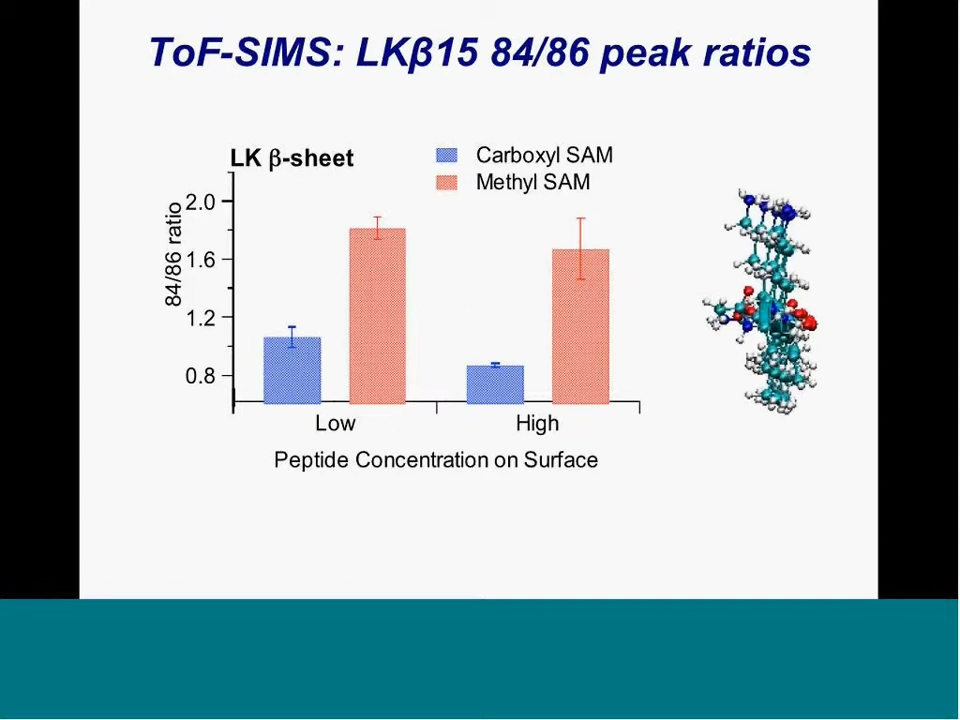 ToF-SIMS: LKβ15 84/86 peak ratios
LK β-sheet
Carboxyl SAM
Methyl SAM
84/86 ratio
2.0
1.6
1.2
0.8
Low
High
Peptide Concentration on Surface